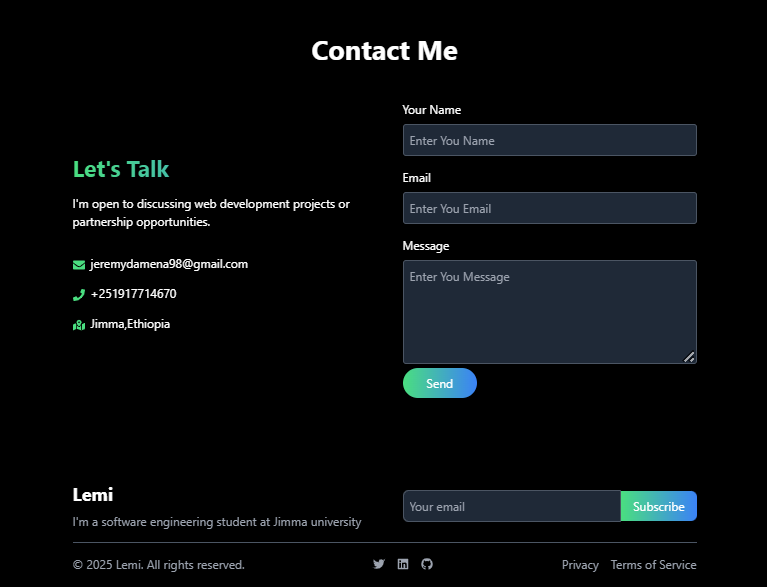 Contact Me
Let's Talk
I'm open to discussing web development projects or
partnership opportunities.
jeremydamena98@gmail.com
+251917714670
Jimma,Ethiopia
Your Name
Enter You Name
Email
Enter You Email
Message
Enter You Message
Send
Lemi
I'm a software engineering student at Jimma university
Your email
Subscribe
© 2025 Lemi. All rights reserved.
Privacy
Terms of Service